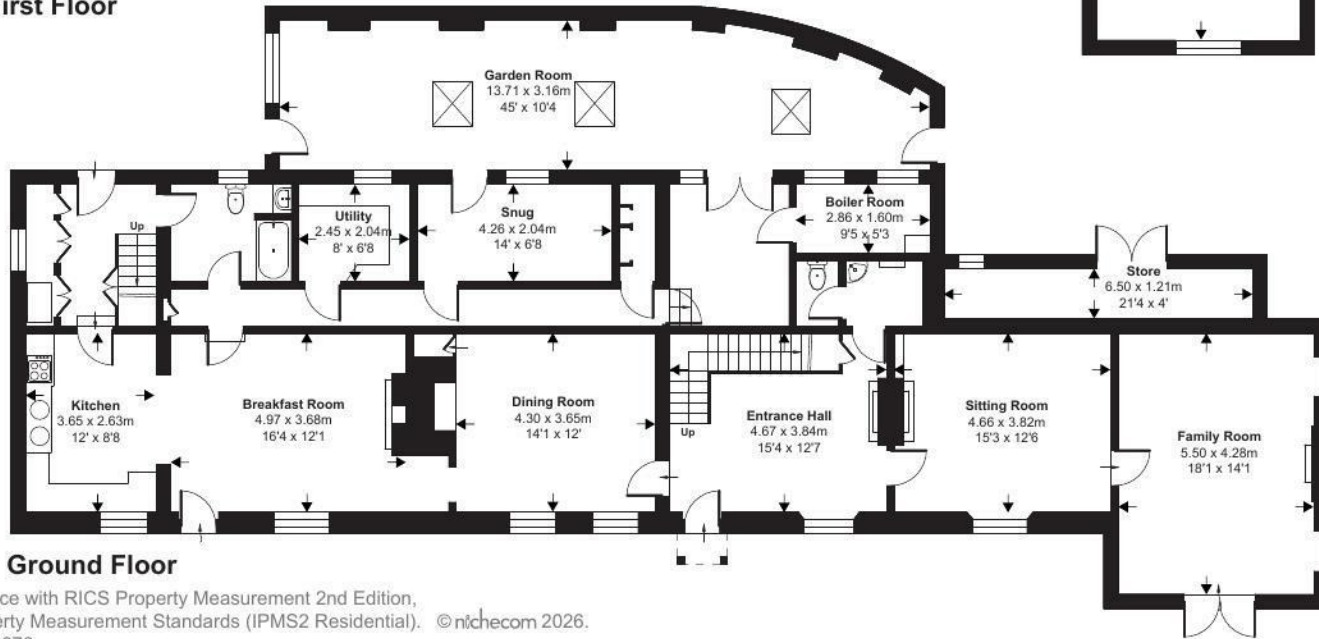 First Floor
Garden Room
13.71 x 3.16m
45' x 10'4
Up
Utility
2.45 x 2.04m
8' x 6'8
Snug
4.26 x 2.04m
14' x 6'8
Boiler Room
2.86 x 1.60m
9'5 x 5'3
Store
6.50 x 1.21m
21'4 x 4'
Kitchen
3.65 x 2.63m
12' x 8'8
Breakfast Room
4.97 x 3.68m
16'4 x 12'1
Dining Room
4.30 x 3.65m
14'1 x 12'
Up
Entrance Hall
4.67 x 3.84m
15'4 x 12'7
Sitting Room
4.66 x 3.82m
15'3 x 12'6
Family Room
5.50 x 4.28m
18'1 x 14'1
Ground Floor
ce with RICS Property Measurement 2nd Edition,
erty Measurement Standards (IPMS2 Residential). © nichecom 2026.